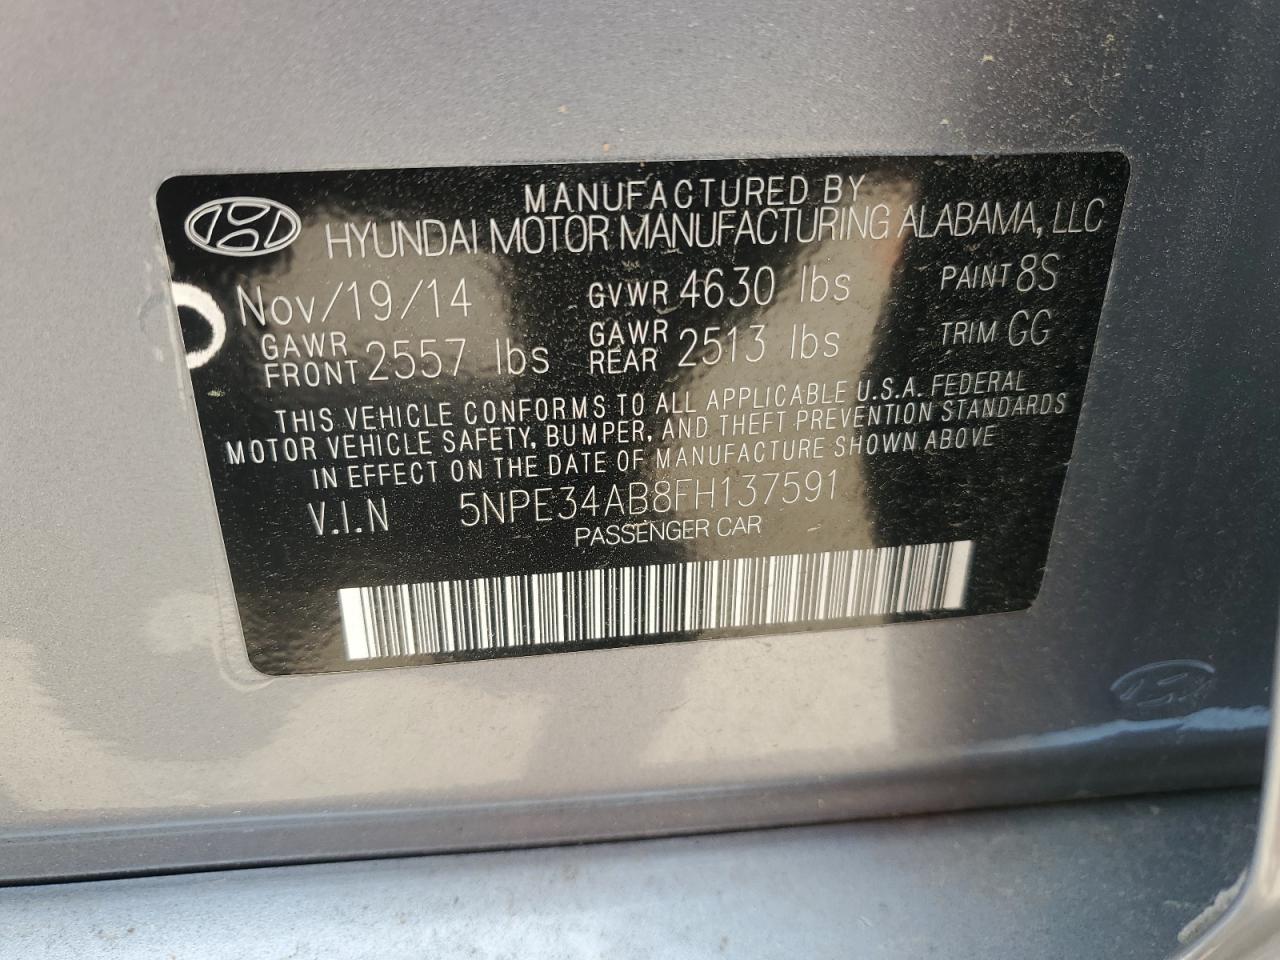 MANUFACTURED BY
HYUNDAI MOTOR MANUFACTURING ALABAMA, LLC
Nov/19/14 GVWR 4630 lbs PAINT 8S
GAWR FRONT 2557 lbs GAWR REAR 2513 lbs TRIM GG
THIS VEHICLE CONFORMS TO ALL APPLICABLE U.S.A. FEDERAL
MOTOR VEHICLE SAFETY, BUMPER, AND THEFT PREVENTION STANDARDS
IN EFFECT ON THE DATE OF MANUFACTURE SHOWN ABOVE
V.I.N 5NPE34AB8FH137591
PASSENGER CAR